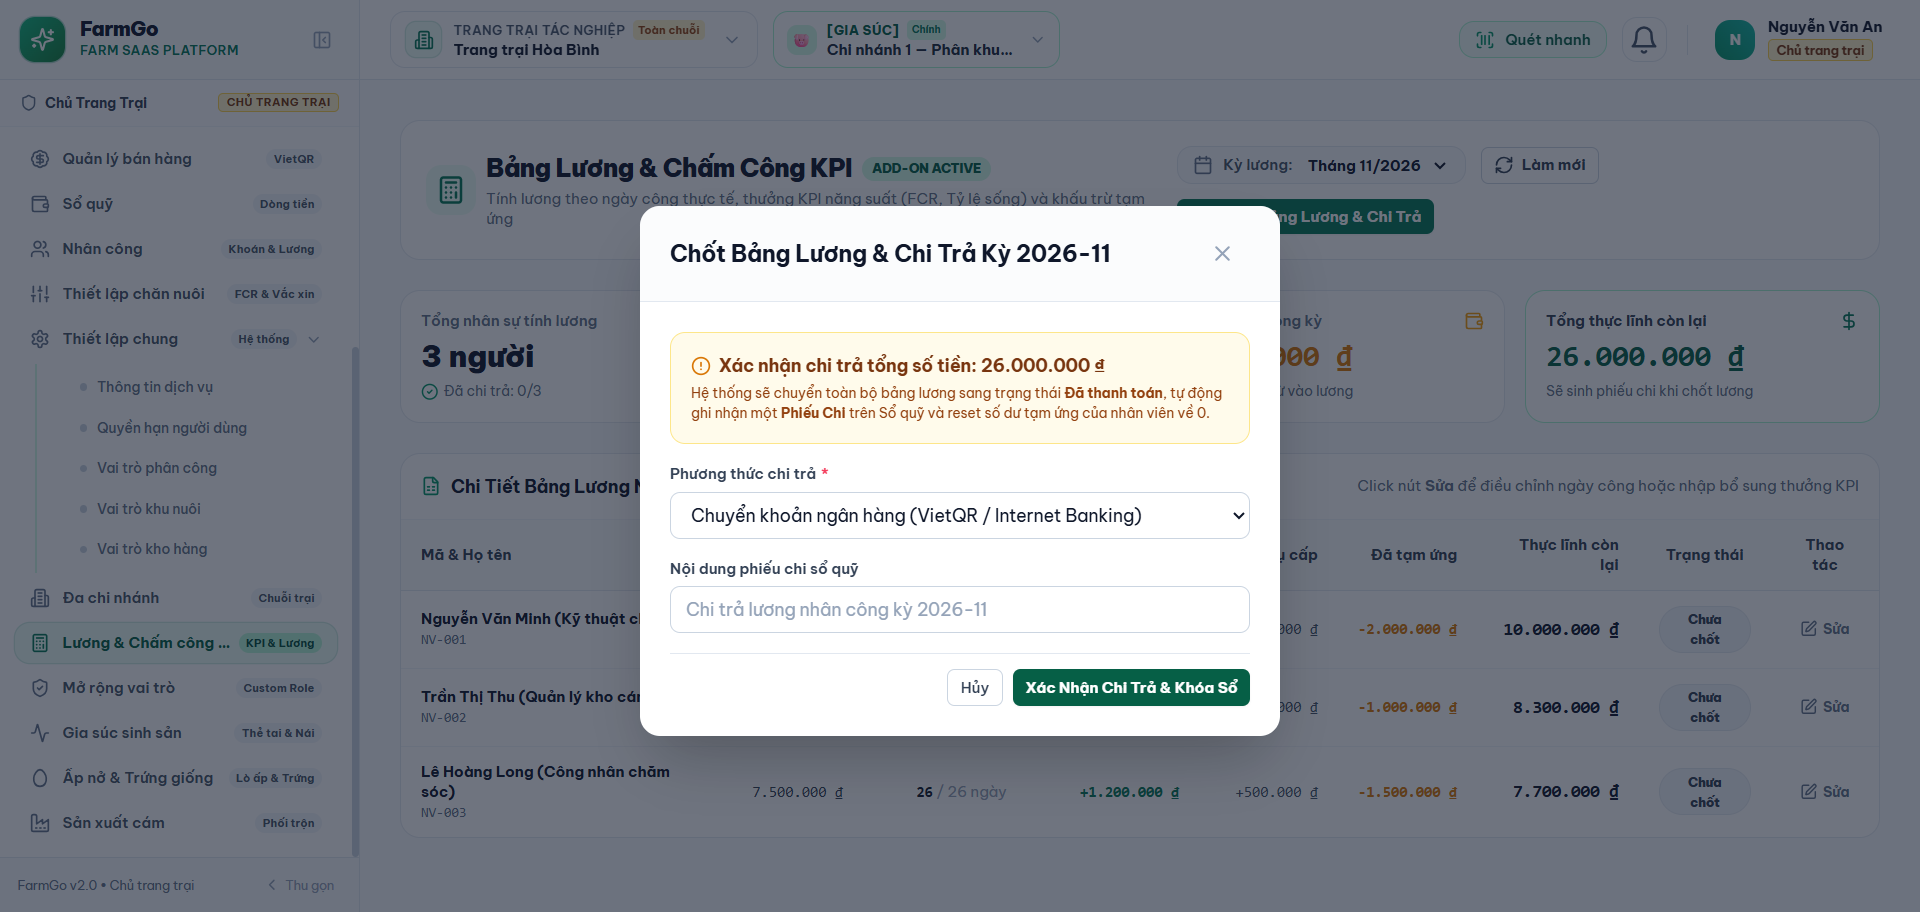 FarmGo
FARM SAAS PLATFORM
TRANG TRẠI TÁC NGHIỆP Toàn chuỗi
Trang trại Hòa Bình
[GIA SÚC] Chính
Chi nhánh 1 — Phân khu...
Quét nhanh
N
Nguyễn Văn An
Chủ trang trại
Chủ Trang Trại
CHỦ TRANG TRẠI
Quản lý bán hàng VietQR
Sổ quỹ Dòng tiền
Nhân công Khoán & Lương
Thiết lập chăn nuôi FCR & Vắc xin
Thiết lập chung Hệ thống
Thông tin dịch vụ
Quyền hạn người dùng
Vai trò phân công
Vai trò khu nuôi
Vai trò kho hàng
Đa chi nhánh Chuỗi trại
Lương & Chấm công ... KPI & Lương
Mở rộng vai trò Custom Role
Gia súc sinh sản Thẻ tai & Nái
Ấp nở & Trứng giống Lò ấp & Trứng
Sản xuất cám Phối trộn
FarmGo v2.0 • Chủ trang trại
Thu gọn
Bảng Lương & Chấm Công KPI ADD-ON ACTIVE
Tính lương theo ngày công thực tế, thưởng KPI năng suất (FCR, Tỷ lệ sống) và khấu trừ tạm
ứng
Kỳ lương: Tháng 11/2026
Làm mới
ng Lương & Chi Trả
Tổng nhân sự tính lương
3 người
Đã chi trả: 0/3
ng kỳ
000 ₫
vào lương
Tổng thực lĩnh còn lại
26.000.000 ₫
Sẽ sinh phiếu chi khi chốt lương
Chi Tiết Bảng Lương
Click nút Sửa để điều chỉnh ngày công hoặc nhập bổ sung thưởng KPI
Mã & Họ tên
cấp
Đã tạm ứng
Thực lĩnh còn
lại
Trạng thái
Thao
tác
Nguyễn Văn Minh (Kỹ thuật
NV-001
000 ₫
-2.000.000 ₫
10.000.000 ₫
Chưa
chốt
Sửa
Trần Thị Thu (Quản lý kho
NV-002
000 ₫
-1.000.000 ₫
8.300.000 ₫
Chưa
chốt
Sửa
Lê Hoàng Long (Công nhân chăm
sóc)
NV-003
7.500.000 ₫
26 / 26 ngày
+1.200.000 ₫
+500.000 ₫
-1.500.000 ₫
7.700.000 ₫
Chưa
chốt
Sửa
Chốt Bảng Lương & Chi Trả Kỳ 2026-11
Xác nhận chi trả tổng số tiền: 26.000.000 ₫
Hệ thống sẽ chuyển toàn bộ bảng lương sang trạng thái Đã thanh toán, tự động
ghi nhận một Phiếu Chi trên Sổ quỹ và reset số dư tạm ứng của nhân viên về 0.
Phương thức chi trả *
Chuyển khoản ngân hàng (VietQR / Internet Banking)
Nội dung phiếu chi sổ quỹ
Chi trả lương nhân công kỳ 2026-11
Hủy
Xác Nhận Chi Trả & Khóa Sổ